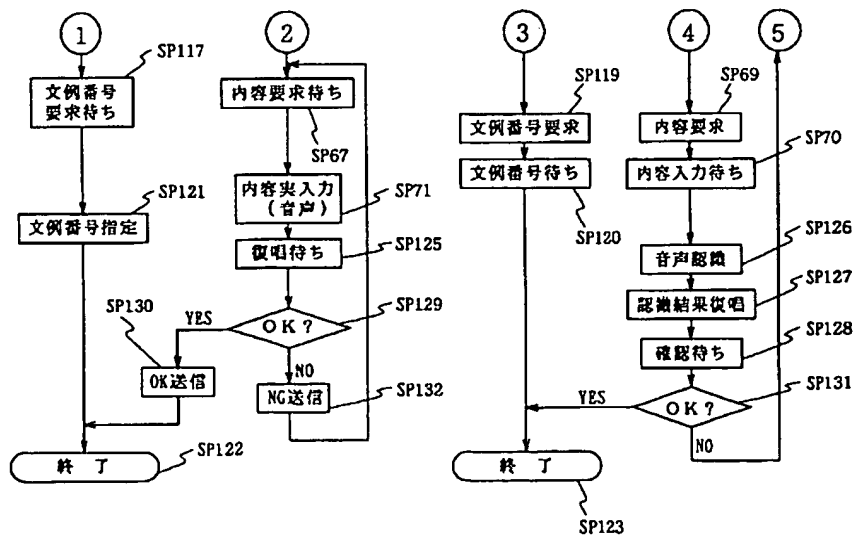 1
SP117
文例番号
要求待ち
SP121
文例番号指定
SP130
OK送信
終了
SP122
2
内容要求待ち
SP67
内容実入力
(音声)
SP71
復唱待ち
SP125
YES
OK?
SP129
NO
NG送信
SP132
3
SP119
文例番号要求
文例番号待ち
SP120
終了
SP123
4
SP69
内容要求
SP70
内容入力待ち
SP126
音声認識
SP127
認識結果復唱
SP128
確認待ち
SP131
YES
OK?
NO
5